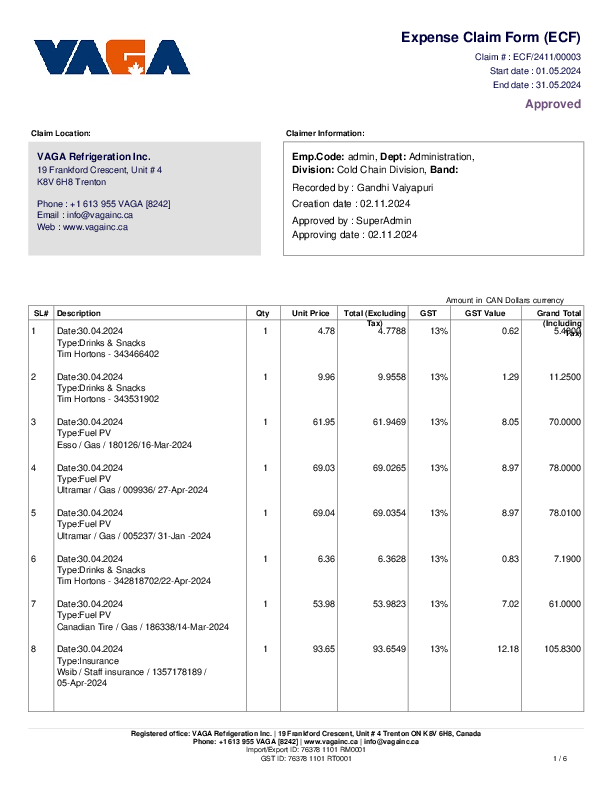 VAGA
Expense Claim Form (ECF)
Claim # : ECF/2411/00003
Start date : 01.05.2024
End date : 31.05.2024
Approved
Claim Location:
VAGA Refrigeration Inc.
19 Frankford Crescent, Unit # 4
K8V 6H8 Trenton
Phone : +1 613 955 VAGA [8242]
Email : info@vagainc.ca
Web : www.vagainc.ca
Claimer Information:
Emp.Code: admin, Dept: Administration,
Division: Cold Chain Division, Band:
Recorded by : Gandhi Vaiyapuri
Creation date : 02.11.2024
Approved by : SuperAdmin
Approving date : 02.11.2024
Amount in CAN Dollars currency
SL# Description Qty Unit Price Total (Excluding Tax) GST GST Value Grand Total (Including Tax)
1 Date:30.04.2024 1 4.78 4.7788 13% 0.62
Type:Drinks & Snacks
Tim Hortons - 343466402
2 Date:30.04.2024 1 9.96 9.9558 13% 1.29 11.2500
Type:Drinks & Snacks
Tim Hortons - 343531902
3 Date:30.04.2024 1 61.95 61.9469 13% 8.05 70.0000
Type:Fuel PV
Esso / Gas / 180126/16-Mar-2024
4 Date:30.04.2024 1 69.03 69.0265 13% 8.97 78.0000
Type:Fuel PV
Ultramar / Gas / 009936/ 27-Apr-2024
5 Date:30.04.2024 1 69.04 69.0354 13% 8.97 78.0100
Type:Fuel PV
Ultramar / Gas / 005237/ 31-Jan -2024
6 Date:30.04.2024 1 6.36 6.3628 13% 0.83 7.1900
Type:Drinks & Snacks
Tim Hortons - 342818702/22-Apr-2024
7 Date:30.04.2024 1 53.98 53.9823 13% 7.02 61.0000
Type:Fuel PV
Canadian Tire / Gas / 186338/14-Mar-2024
8 Date:30.04.2024 1 93.65 93.6549 13% 12.18 105.8300
Type:Insurance
Wsib / Staff insurance / 1357178189 /
05-Apr-2024
Registered office: VAGA Refrigeration Inc. | 19 Frankford Crescent, Unit # 4 Trenton ON K8V 6H8, Canada
Phone: +1 613 955 VAGA [8242] | www.vagainc.ca | info@vagainc.ca
Import/Export ID: 76378 1101 RM0001
GST ID: 76378 1101 RT0001
1 / 6